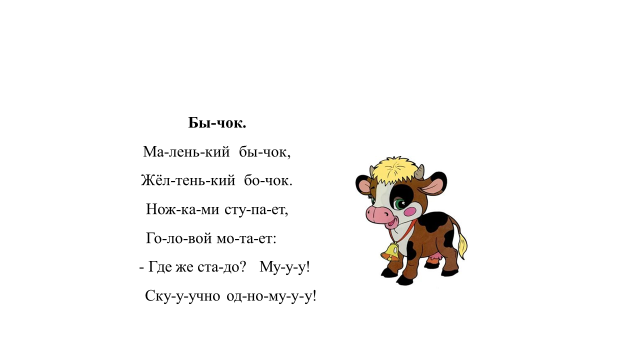 Бы-чок.
Ма-лень-кий бы-чок,
Жёл-тень-кий бо-чок.
Нож-ка-ми сту-па-ет,
Го-ло-вой мо-та-ет:
- Где же ста-до? Му-у-у!
Ску-у-учно од-но-му-у-у!